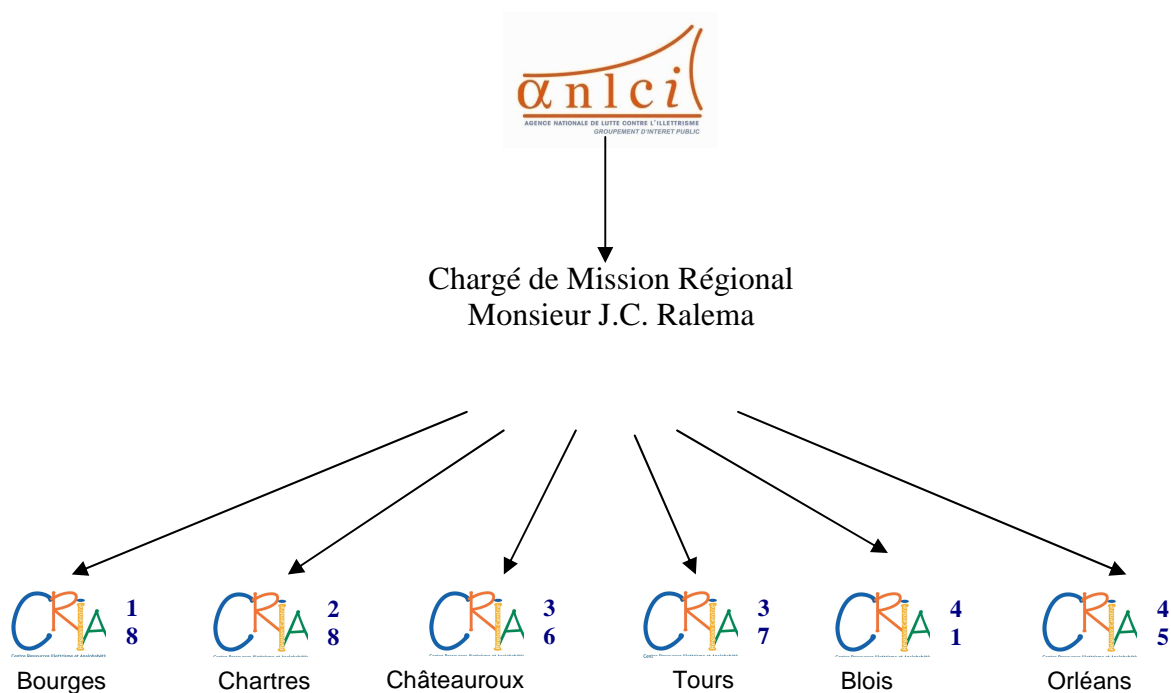 αnlci
AGENCE NATIONALE DE LUTTE CONTRE L'ILLETTRISME
GROUPEMENT D'INTERET PUBLIC
Chargé de Mission Régional
Monsieur J.C. Ralema
CRIA 18
Bourges
CRIA 28
Chartres
CRIA 36
Châteauroux
CRIA 37
Tours
CRIA 41
Blois
CRIA 45
Orléans